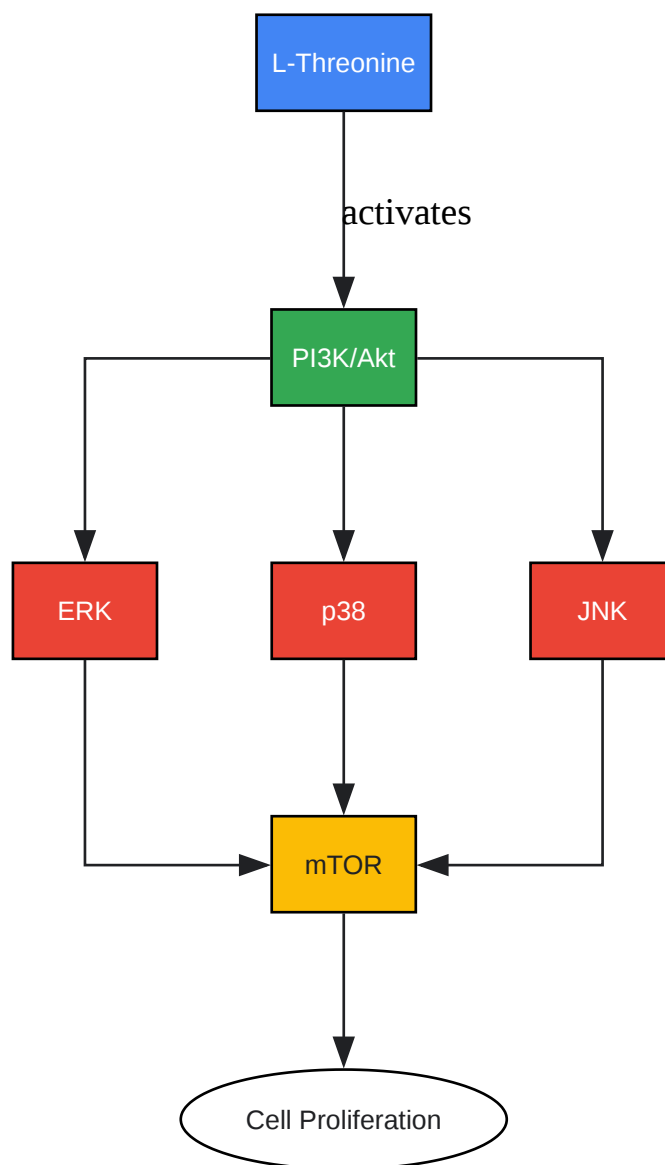 L-Threonine
activates
PI3K/Akt
ERK
p38
JNK
mTOR
Cell Proliferation